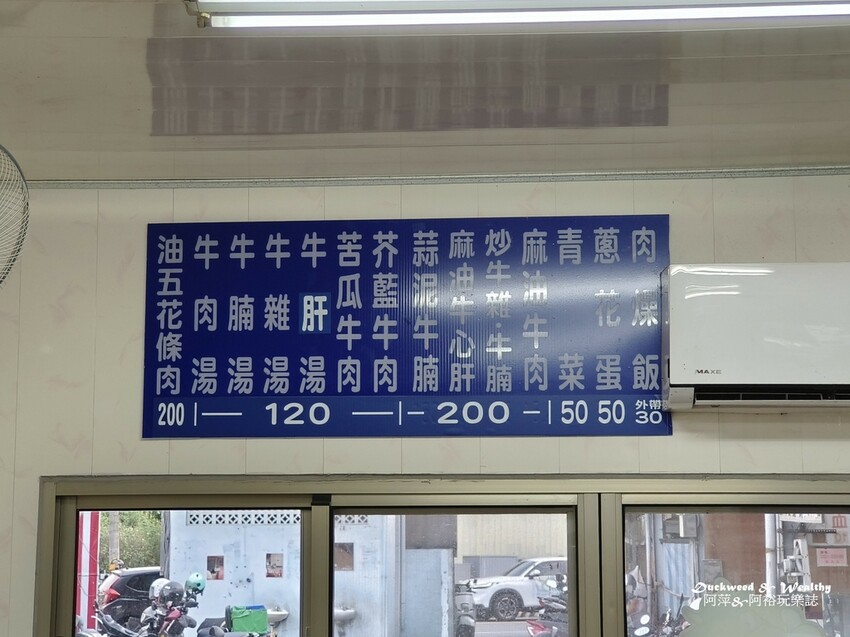 油五花條肉
牛肉湯
牛腩湯
牛雜湯
牛肝湯
苦瓜牛肉
芥藍牛肉
蒜泥牛腩
麻油牛心肝
炒牛雜·牛腩
麻油牛肉
青菜
蔥花蛋
肉燥飯
200 120 200 50 50 外帶 30
MAXE
Duckweed & Wealthy
阿萍&阿裕玩樂誌